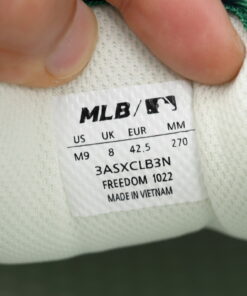 MLB/
US UK EUR MM
M9 8 42.5 270
3ASXCLB3N
FREEDOM 1022
MADE IN VIETNAM